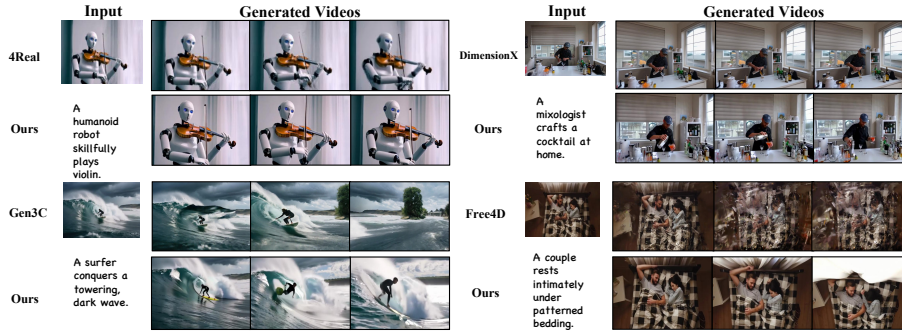 Input
Generated Videos
4Real
Ours
A
humanoid
robot
skillfully
plays
violin.
Gen3C
Ours
A surfer
conquers a
towering,
dark wave.
Input
Generated Videos
DimensionX
Ours
A
mixologist
crafts a
cocktail at
home.
Free4D
Ours
A couple
rests
intimately
under
patterned
bedding.